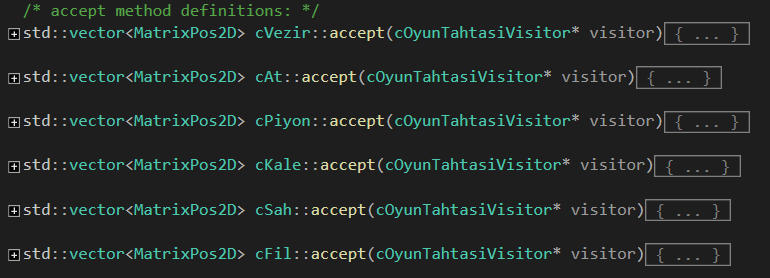 /* accept method definitions: */
std::vector<MatrixPos2D> cVezir::accept(cOyunTahtasiVisitor* visitor) { ... }
std::vector<MatrixPos2D> cAt::accept(cOyunTahtasiVisitor* visitor) { ... }
std::vector<MatrixPos2D> cPiyon::accept(cOyunTahtasiVisitor* visitor) { ... }
std::vector<MatrixPos2D> cKale::accept(cOyunTahtasiVisitor* visitor) { ... }
std::vector<MatrixPos2D> cSah::accept(cOyunTahtasiVisitor* visitor) { ... }
std::vector<MatrixPos2D> cFil::accept(cOyunTahtasiVisitor* visitor) { ... }